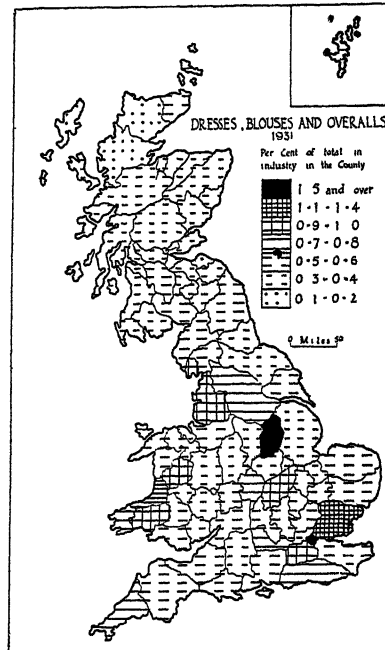 DRESSES, BLOUSES AND OVERALLS
1931
Per Cent of total in
industry in the County
1 5 and over
1 - 1 - 1 - 4
0 - 9 - 1 0
0 - 7 - 0 - 8
0 - 5 - 0 - 6
0 3 - 0 - 4
0 1 - 0 - 2
0 Miles 50